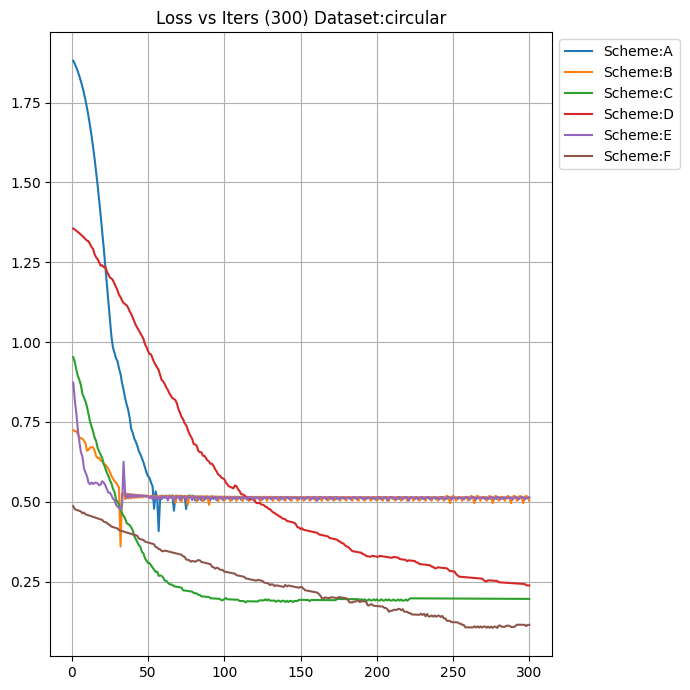 Loss vs Iters (300) Dataset:circular
Scheme:A
Scheme:B
Scheme:C
Scheme:D
Scheme:E
Scheme:F
1.75
1.50
1.25
1.00
0.75
0.50
0.25
0 50 100 150 200 250 300